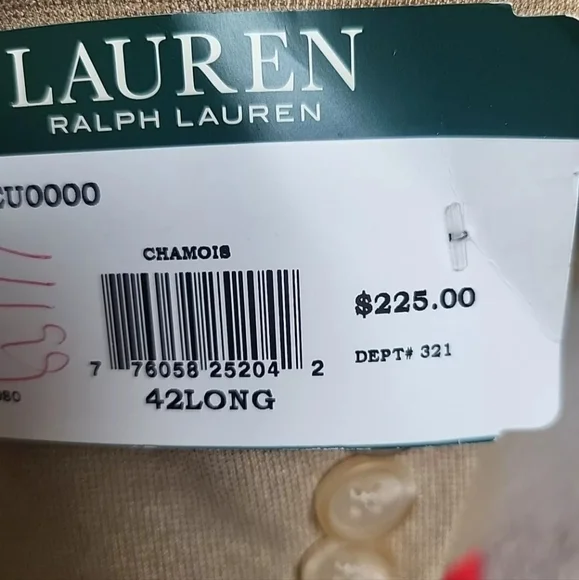 LAUREN
RALPH LAUREN
CU0000
CHAMOIS
$225.00
7 76058 25204 2
DEPT# 321
42LONG